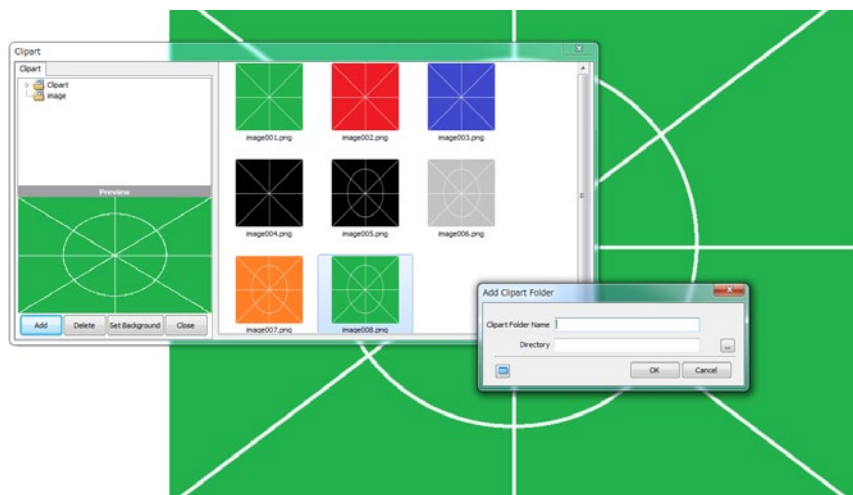 Clipart
Clipart
Clipart
image
Preview
Add Delete Set Background Close
image001.png image002.png image003.png
image004.png image005.png image006.png
image007.png image008.png
Add Clipart Folder
Clipart Folder Name
Directory
...
OK Cancel